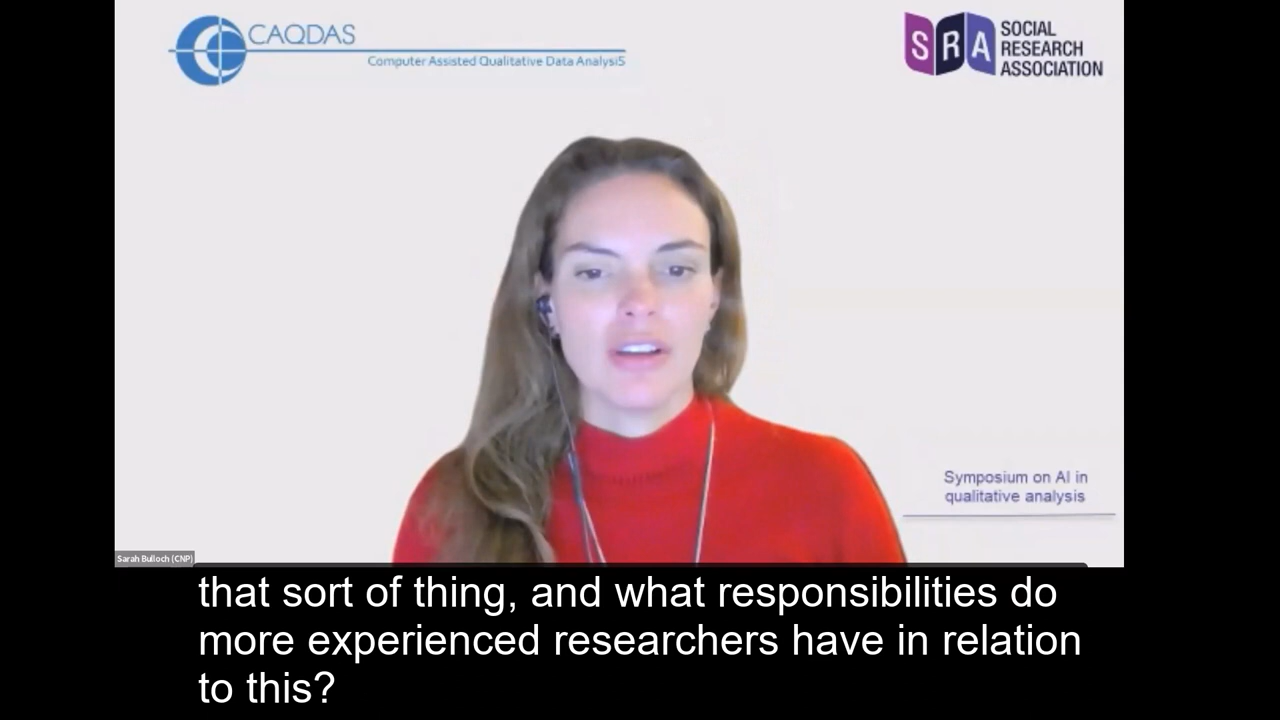 CAQDAS
Computer Assisted Qualitative Data AnalysiS
SRA
SOCIAL
RESEARCH
ASSOCIATION
Symposium on AI in
qualitative analysis
Sarah Bulloch (CNP)
that sort of thing, and what responsibilities do
more experienced researchers have in relation
to this?